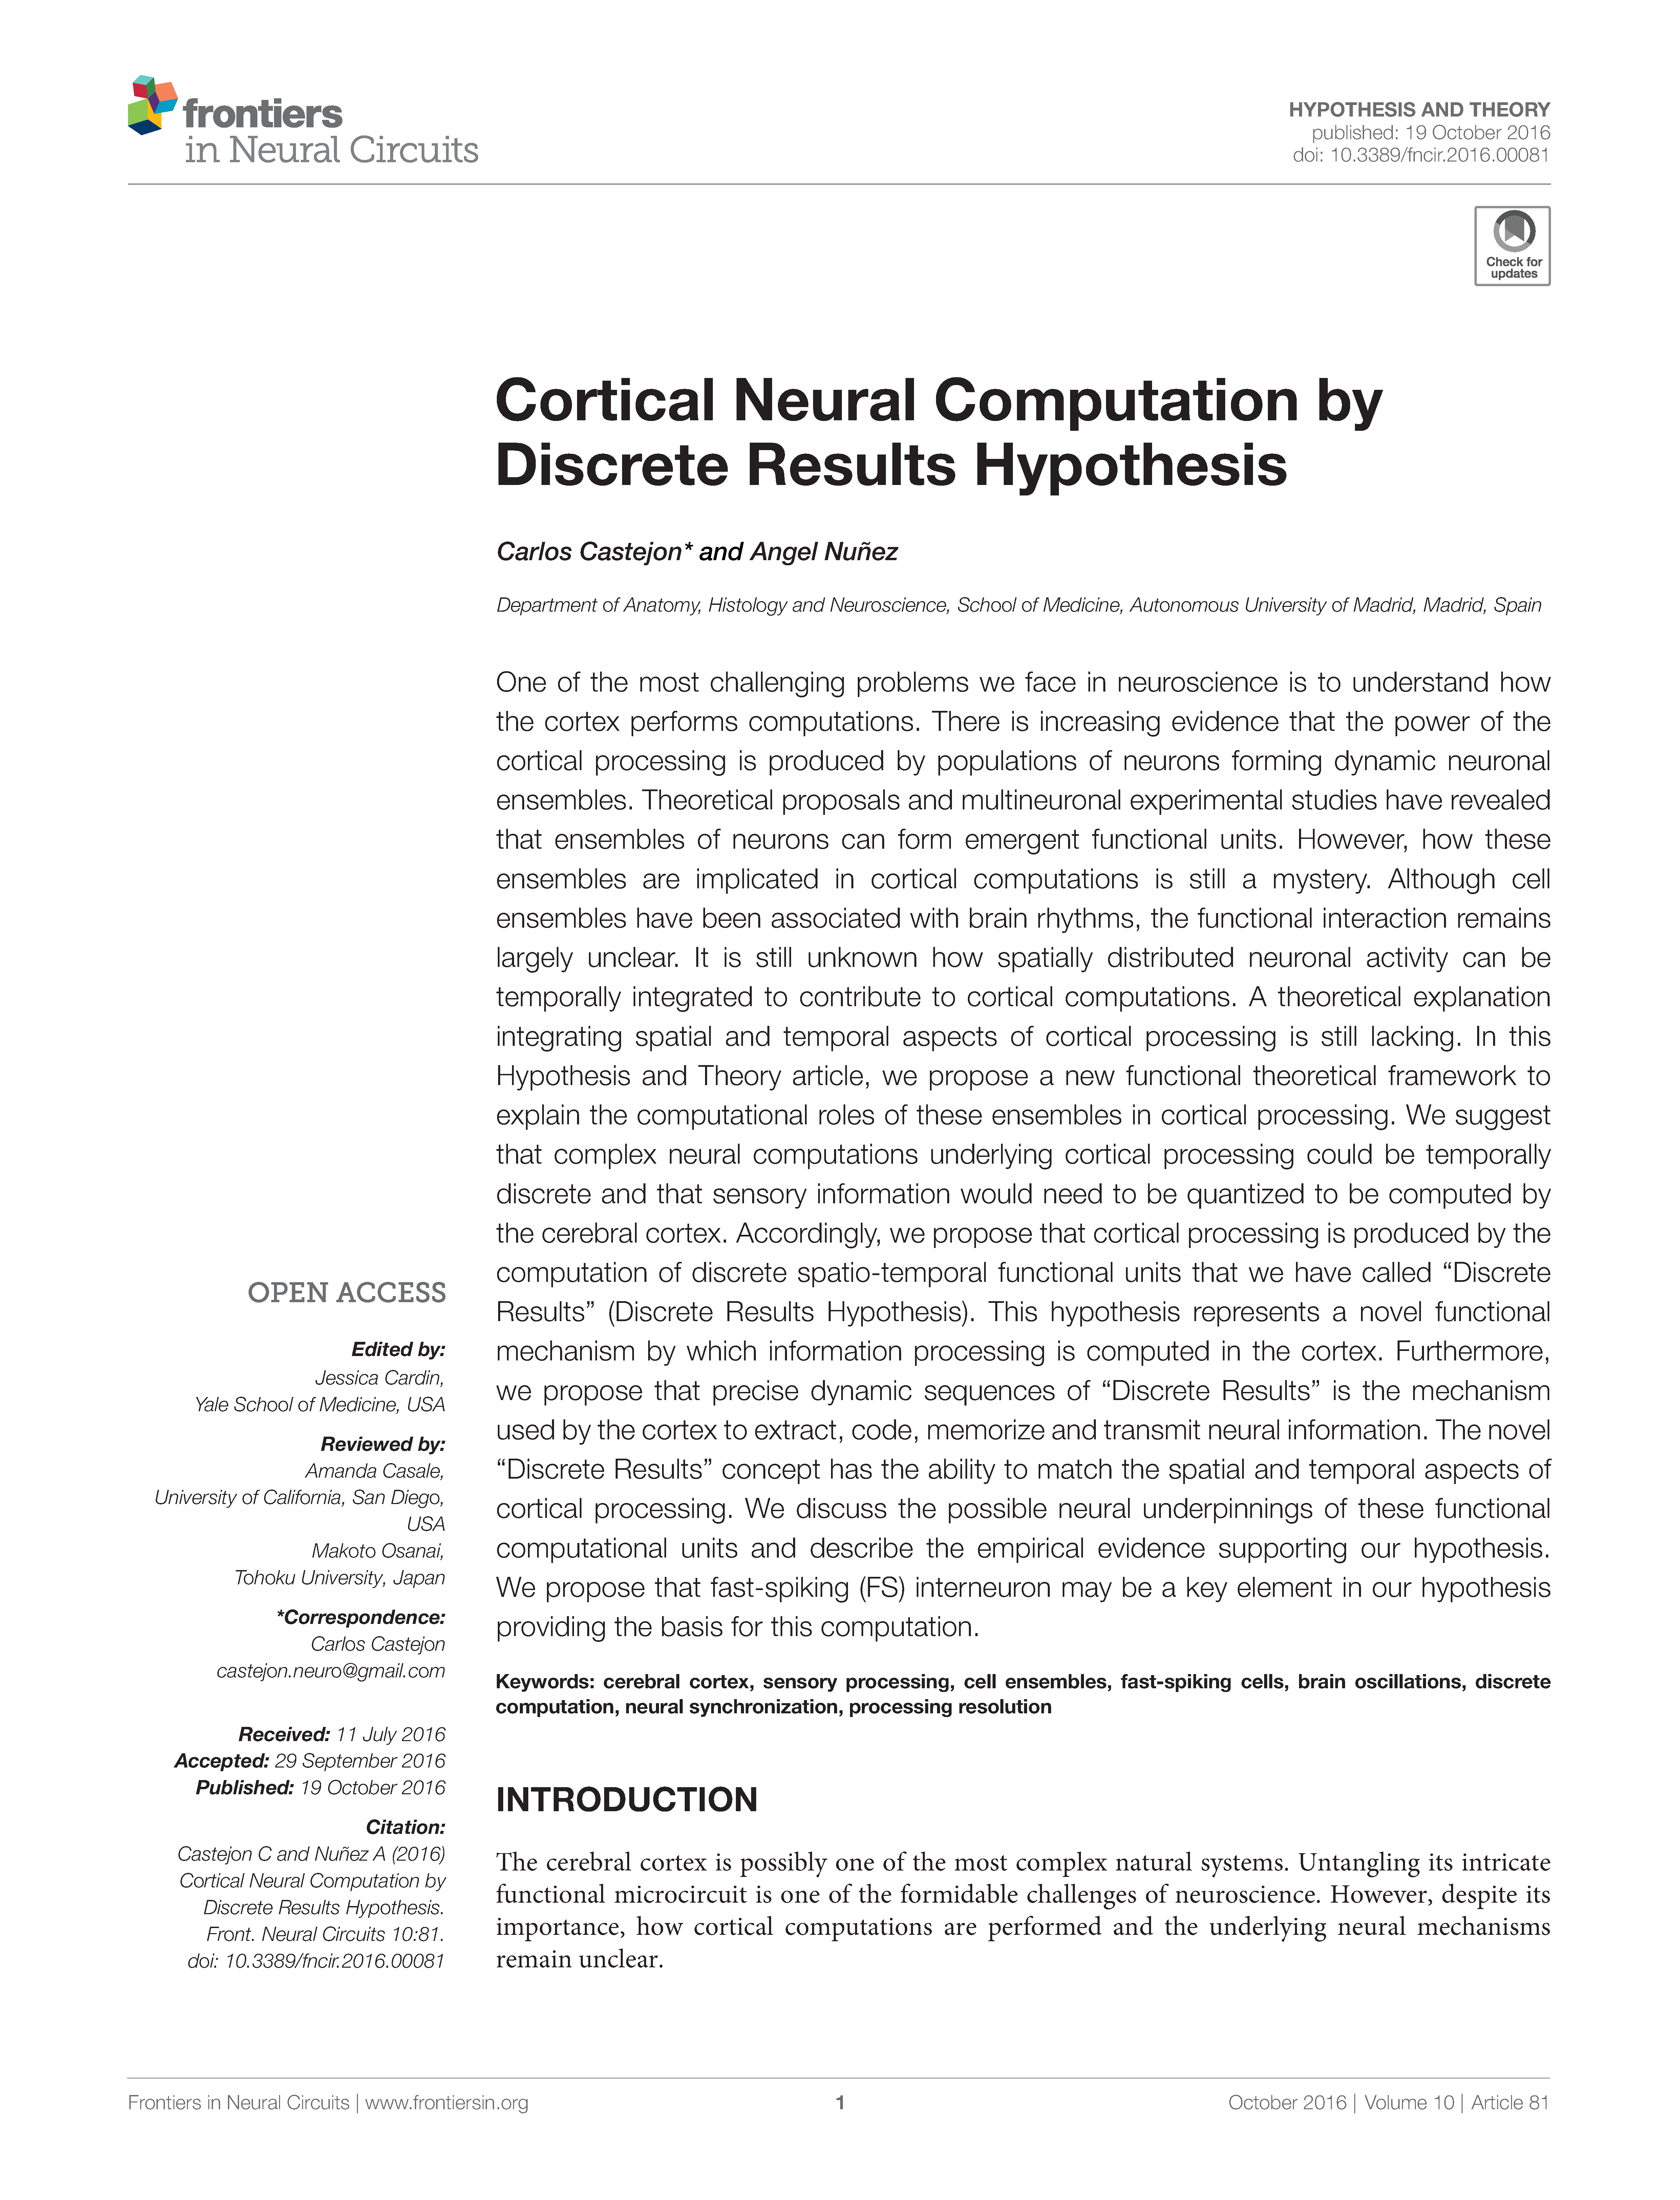 frontiers
in Neural Circuits
HYPOTHESIS AND THEORY
published: 19 October 2016
doi: 10.3389/fncir.2016.00081
Check for
updates
Cortical Neural Computation by
Discrete Results Hypothesis
Carlos Castejon* and Angel Nuñez
Department of Anatomy, Histology and Neuroscience, School of Medicine, Autonomous University of Madrid, Madrid, Spain
One of the most challenging problems we face in neuroscience is to understand how
the cortex performs computations. There is increasing evidence that the power of the
cortical processing is produced by populations of neurons forming dynamic neuronal
ensembles. Theoretical proposals and multineuronal experimental studies have revealed
that ensembles of neurons can form emergent functional units. However, how these
ensembles are implicated in cortical computations is still a mystery. Although cell
ensembles have been associated with brain rhythms, the functional interaction remains
largely unclear. It is still unknown how spatially distributed neuronal activity can be
temporally integrated to contribute to cortical computations. A theoretical explanation
integrating spatial and temporal aspects of cortical processing is still lacking. In this
Hypothesis and Theory article, we propose a new functional theoretical framework to
explain the computational roles of these ensembles in cortical processing. We suggest
that complex neural computations underlying cortical processing could be temporally
discrete and that sensory information would need to be quantized to be computed by
the cerebral cortex. Accordingly, we propose that cortical processing is produced by the
computation of discrete spatio-temporal functional units that we have called “Discrete
Results” (Discrete Results Hypothesis). This hypothesis represents a novel functional
mechanism by which information processing is computed in the cortex. Furthermore,
we propose that precise dynamic sequences of “Discrete Results” is the mechanism
used by the cortex to extract, code, memorize and transmit neural information. The novel
“Discrete Results” concept has the ability to match the spatial and temporal aspects of
cortical processing. We discuss the possible neural underpinnings of these functional
computational units and describe the empirical evidence supporting our hypothesis.
We propose that fast-spiking (FS) interneuron may be a key element in our hypothesis
providing the basis for this computation.
Keywords: cerebral cortex, sensory processing, cell ensembles, fast-spiking cells, brain oscillations, discrete
computation, neural synchronization, processing resolution
OPEN ACCESS
Edited by:
Jessica Cardin,
Yale School of Medicine, USA
Reviewed by:
Amanda Casale,
University of California, San Diego,
USA
Makoto Osanai,
Tohoku University, Japan
*Correspondence:
Carlos Castejon
castejon.neuro@gmail.com
Received: 11 July 2016
Accepted: 29 September 2016
Published: 19 October 2016
Citation:
Castejon C and Nuñez A (2016)
Cortical Neural Computation by
Discrete Results Hypothesis.
Front. Neural Circuits 10:81.
doi: 10.3389/fncir.2016.00081
INTRODUCTION
The cerebral cortex is possibly one of the most complex natural systems. Untangling its intricate
functional microcircuit is one of the formidable challenges of neuroscience. However, despite its
importance, how cortical computations are performed and the underlying neural mechanisms
remain unclear.
Frontiers in Neural Circuits | www.frontiersin.org
1
October 2016 | Volume 10 | Article 81